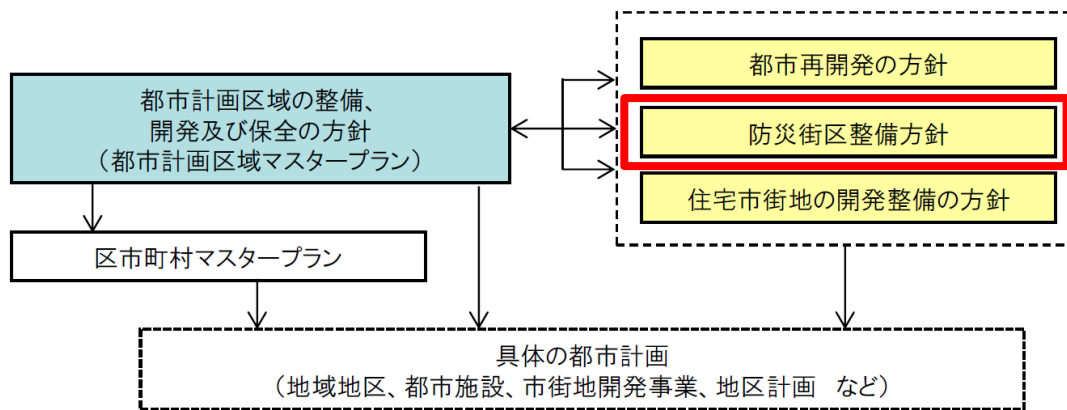 都市計画区域の整備、
開発及び保全の方針
（都市計画区域マスタープラン）
区市町村マスタープラン
都市再開発の方針
防災街区整備方針
住宅市街地の開発整備の方針
具体の都市計画
（地域地区、都市施設、市街地開発事業、地区計画　など）